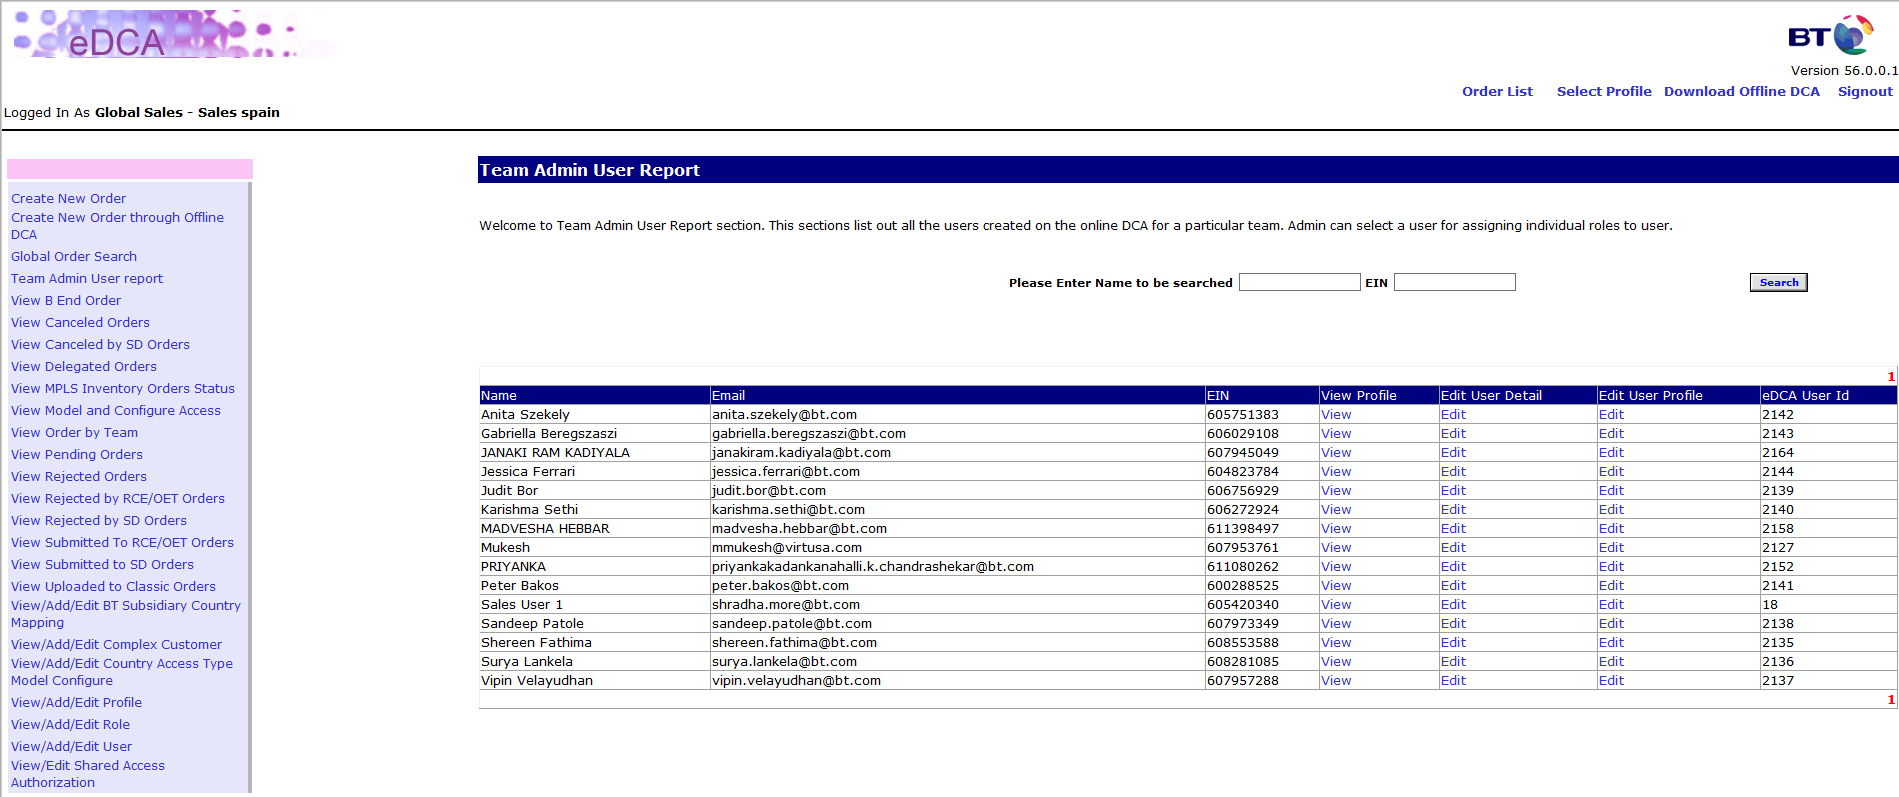 eDCA
BT
Version 56.0.0.1
Order List Select Profile Download Offline DCA Signout
Logged In As Global Sales - Sales spain
Create New Order
Create New Order through Offline
DCA
Global Order Search
Team Admin User report
View B End Order
View Canceled Orders
View Canceled by SD Orders
View Delegated Orders
View MPLS Inventory Orders Status
View Model and Configure Access
View Order by Team
View Pending Orders
View Rejected Orders
View Rejected by RCE/OET Orders
View Rejected by SD Orders
View Submitted To RCE/OET Orders
View Submitted to SD Orders
View Uploaded to Classic Orders
View/Add/Edit BT Subsidiary Country
Mapping
View/Add/Edit Complex Customer
View/Add/Edit Country Access Type
Model Configure
View/Add/Edit Profile
View/Add/Edit Role
View/Add/Edit User
View/Edit Shared Access
Authorization
Team Admin User Report
Welcome to Team Admin User Report section. This sections list out all the users created on the online DCA for a particular team. Admin can select a user for assigning individual roles to user.
Please Enter Name to be searched EIN Search
1
Name Email EIN View Profile Edit User Detail Edit User Profile eDCA User Id
Anita Szekely anita.szekely@bt.com 605751383 View Edit Edit 2142
Gabriella Beregszaszi gabriella.beregszaszi@bt.com 606029108 View Edit Edit 2143
JANAKI RAM KADIYALA janakiram.kadiyala@bt.com 607945049 View Edit Edit 2164
Jessica Ferrari jessica.ferrari@bt.com 604823784 View Edit Edit 2144
Judit Bor judit.bor@bt.com 606756929 View Edit Edit 2139
Karishma Sethi karishma.sethi@bt.com 606272924 View Edit Edit 2140
MADVESHA HEBBAR madvesha.hebbar@bt.com 611398497 View Edit Edit 2158
Mukesh mmukesh@virtusa.com 607953761 View Edit Edit 2127
PRIYANKA priyankakadankanahalli.k.chandrashekar@bt.com 611080262 View Edit Edit 2152
Peter Bakos peter.bakos@bt.com 600288525 View Edit Edit 2141
Sales User 1 shradha.more@bt.com 605420340 View Edit Edit 18
Sandeep Patole sandeep.patole@bt.com 607973349 View Edit Edit 2138
Shereen Fathima shereen.fathima@bt.com 608553588 View Edit Edit 2135
Surya Lankela surya.lankela@bt.com 608281085 View Edit Edit 2136
Vipin Velayudhan vipin.velayudhan@bt.com 607957288 View Edit Edit 2137
1